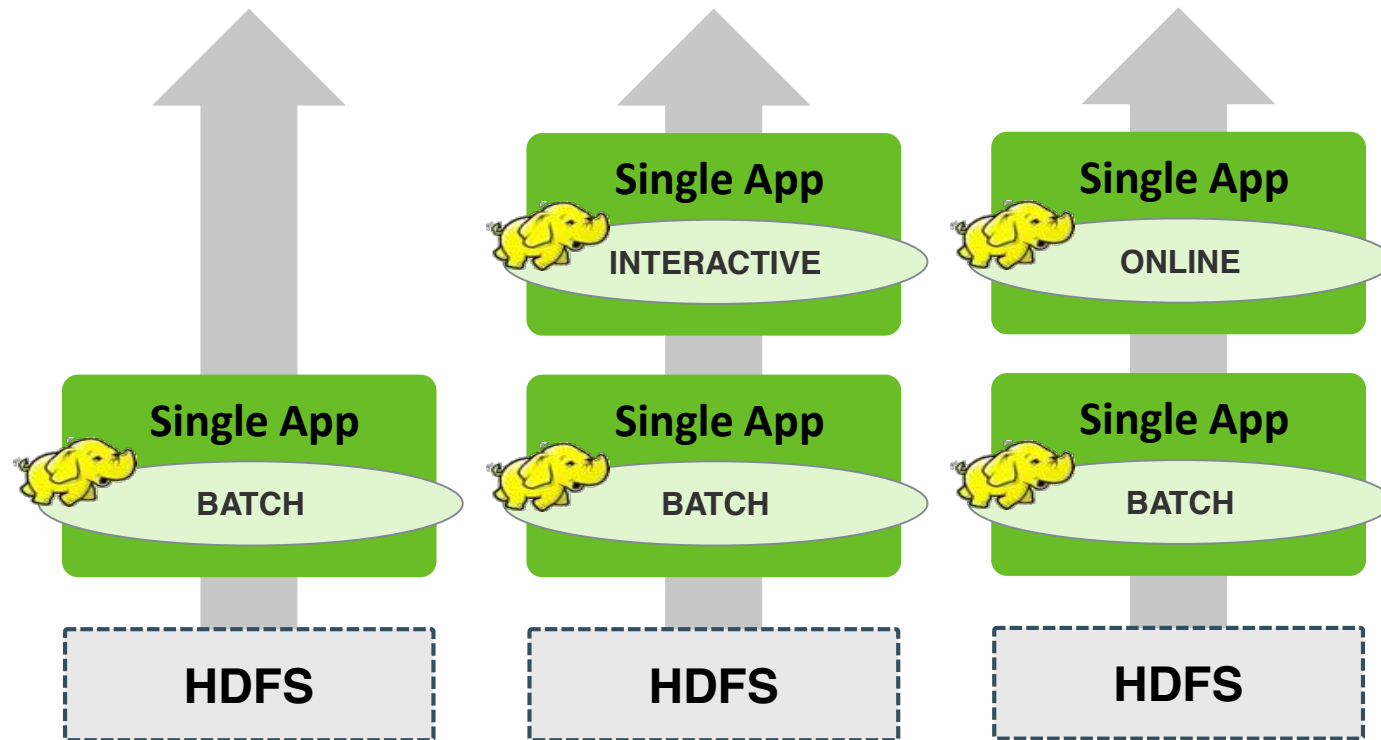 Single App
INTERACTIVE
Single App
ONLINE
Single App
BATCH
Single App
BATCH
Single App
BATCH
HDFS
HDFS
HDFS